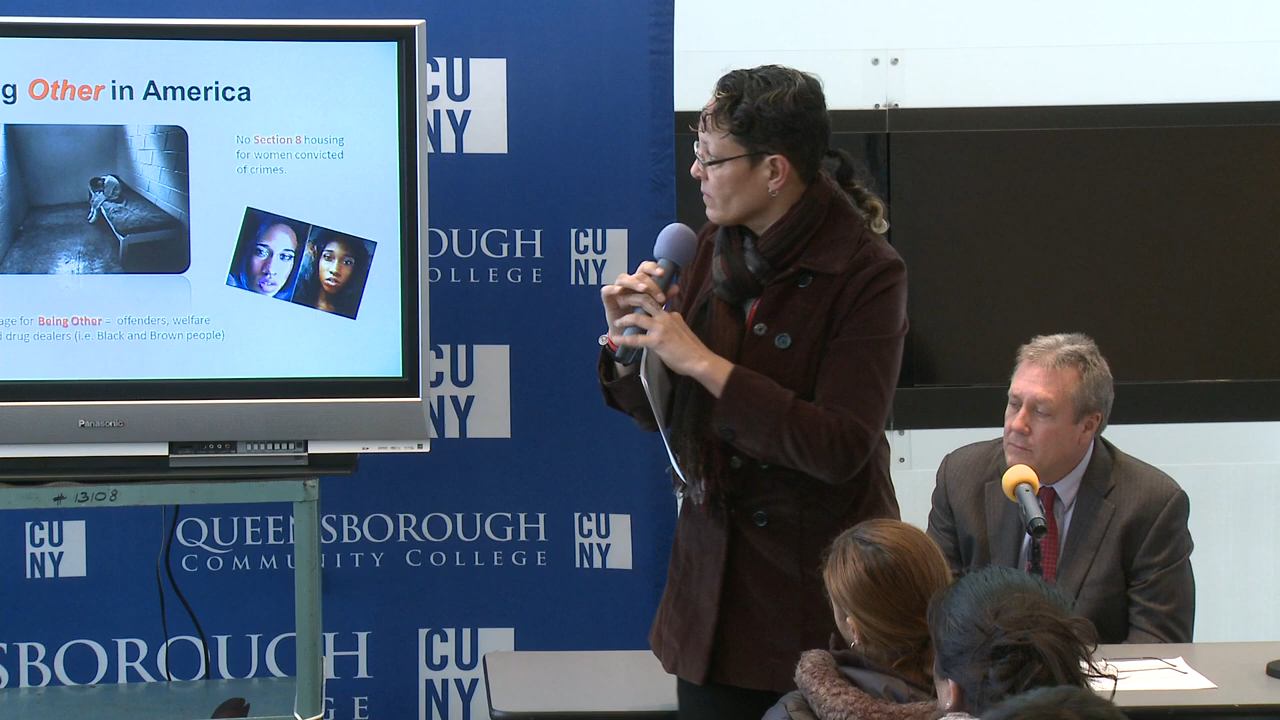 g Other in America
No Section 8 housing
for women convicted
of crimes.
age for Being Other = offenders, welfare
d drug dealers (i.e. Black and Brown people)
Panasonic
# 13108
CU
NY
OUGH
OLLEGE
CU
NY
CU
NY
CU
NY
QUEENSBOROUGH
COMMUNITY COLLEGE
CU
NY
SBOROUGH
GE
CU
NY